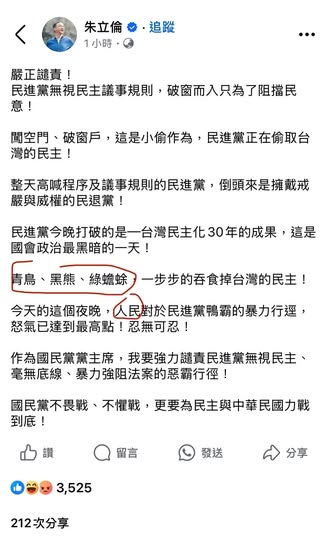 朱立倫 · 追蹤
1 小時 ·
嚴正譴責！
民進黨無視民主議事規則，破窗而入只為了阻擋民
意！
闖空門、破窗戶，這是小偷作為，民進黨正在偷取台
灣的民主！
整天高喊程序及議事規則的民進黨，倒頭來是擁戴戒
嚴與威權的民退黨！
民進黨今晚打破的是—台灣民主化30年的成果，這是
國會政治最黑暗的一天！
青鳥、黑熊、綠蟾蜍，一步步的吞食掉台灣的民主！
今天的這個夜晚，人民對於民進黨鴨霸的暴力行逕，
怒氣已達到最高點！忍無可忍！
作為國民黨黨主席，我要強力譴責民進黨無視民主、
毫無底線、暴力強阻法案的惡霸行徑！
國民黨不畏戰、不懼戰，更要為民主與中華民國力戰
到底！
讚 留言 發送 分享
3,525
212次分享